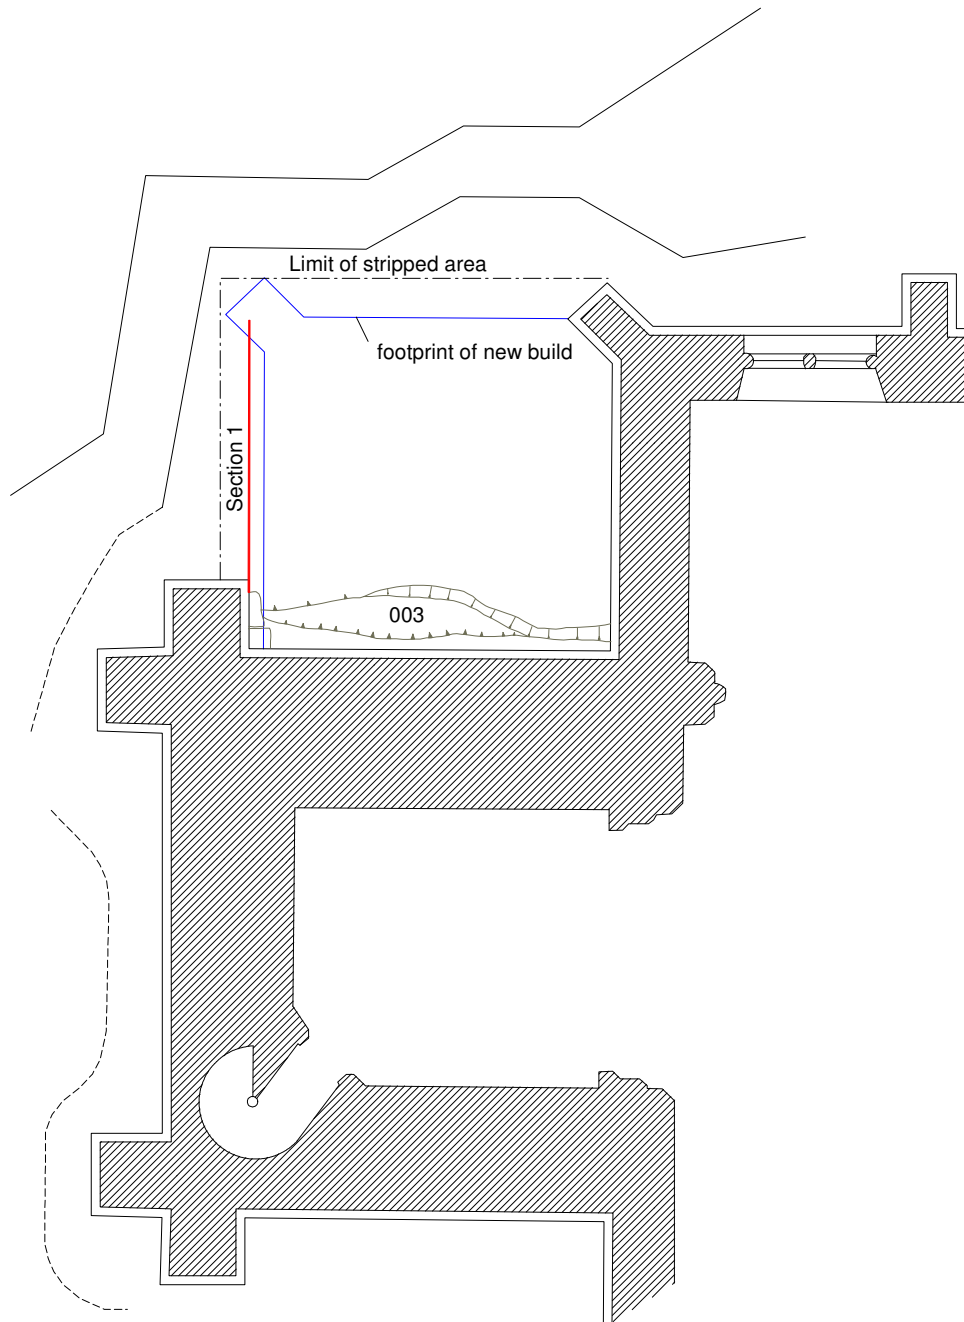 Limit of stripped area
footprint of new build
Section 1
003